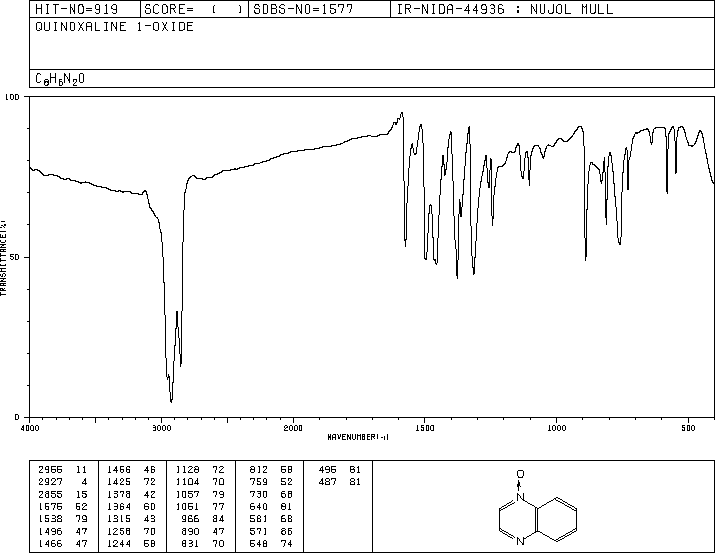 HIT-NO=919 SCORE= ( ) SDBS-NO=1577 IR-NIDA-44936 : NUJOL MULL
QUINOXALINE 1-OXIDE
C8H6N2O
100
50
0
TRANSMITTANCE(%)
4000 3000 2000 1500 1000 500
WAVENUMBER(-1)
2956 11 1456 46 1128 72 812 58 496 81
2927 4 1425 72 1104 70 759 52 487 81
2855 15 1378 42 1057 79 730 68
1575 52 1364 60 1051 77 640 81
1538 79 1315 43 966 84 581 68
1496 47 1258 70 890 47 571 86
1466 47 1244 58 831 70 548 74
O
N
N